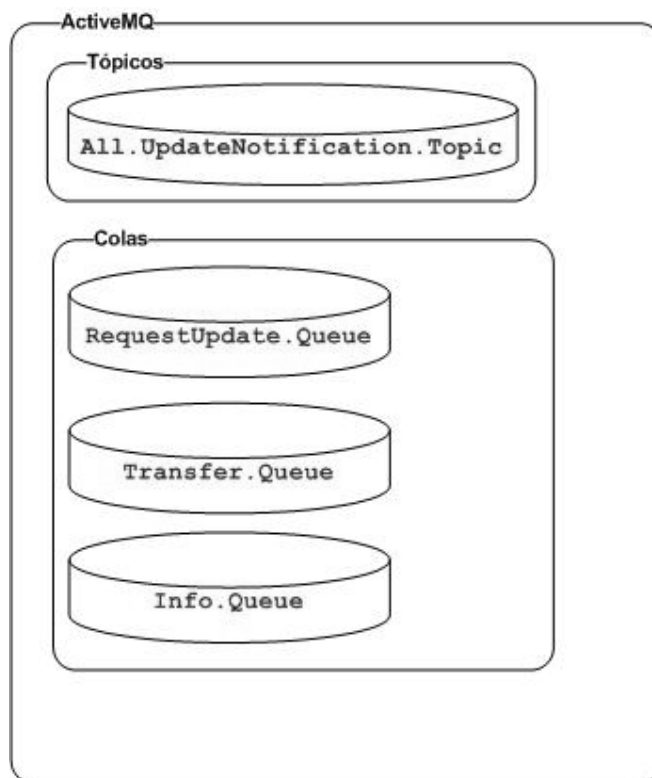 ActiveMQ
Tópicos
All.UpdateNotification.Topic
Colas
RequestUpdate.Queue
Transfer.Queue
Info.Queue